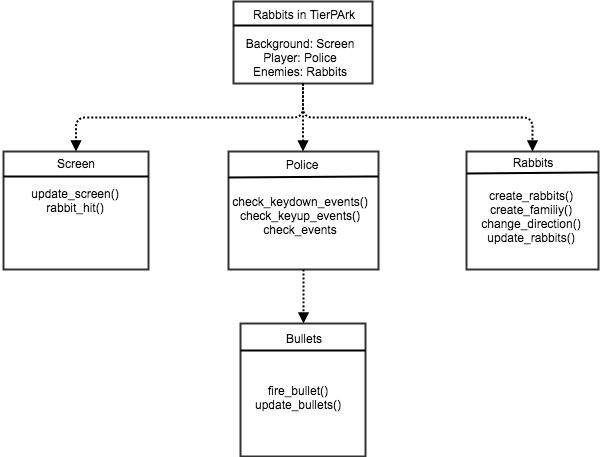 Rabbits in TierPArk
Background: Screen
Player: Police
Enemies: Rabbits
Screen
update_screen()
rabbit_hit()
Police
check_keydown_events()
check_keyup_events()
check_events
Rabbits
create_rabbits()
create_familiy()
change_direction()
update_rabbits()
Bullets
fire_bullet()
update_bullets()